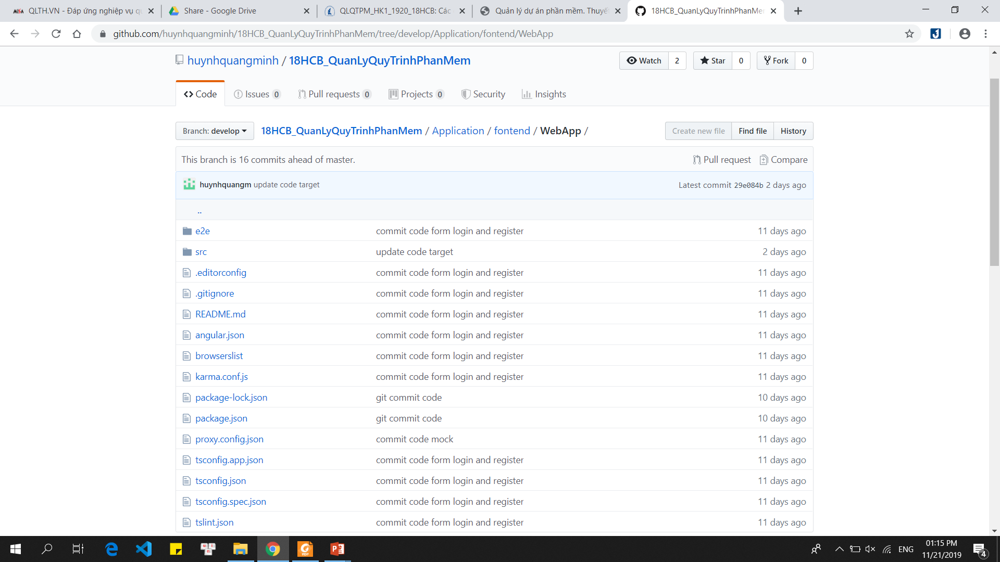 MISA QLTH.VN - Đáp ứng nghiệp vụ qu
Share - Google Drive
QLQTPM_HK1_1920_18HCB: Các
Quản lý dự án phần mềm. Thuyết
18HCB_QuanLyQuyTrinhPhanMem
github.com/huynhquangminh/18HCB_QuanLyQuyTrinhPhanMem/tree/develop/Application/fontend/WebApp
huynhquangminh / 18HCB_QuanLyQuyTrinhPhanMem
Watch 2 Star 0 Fork 0
Code Issues 0 Pull requests 0 Projects 0 Security Insights
Branch: develop 18HCB_QuanLyQuyTrinhPhanMem / Application / fontend / WebApp / Create new file Find file History
This branch is 16 commits ahead of master. Pull request Compare
huynhquangm update code target Latest commit 29e084b 2 days ago
..
e2e commit code form login and register 11 days ago
src update code target 2 days ago
.editorconfig commit code form login and register 11 days ago
.gitignore commit code form login and register 11 days ago
README.md commit code form login and register 11 days ago
angular.json commit code form login and register 11 days ago
browserslist commit code form login and register 11 days ago
karma.conf.js commit code form login and register 11 days ago
package-lock.json git commit code 10 days ago
package.json git commit code 10 days ago
proxy.config.json commit code mock 11 days ago
tsconfig.app.json commit code form login and register 11 days ago
tsconfig.json commit code form login and register 11 days ago
tsconfig.spec.json commit code form login and register 11 days ago
tslint.json commit code form login and register 11 days ago
ENG
01:15 PM
11/21/2019
4